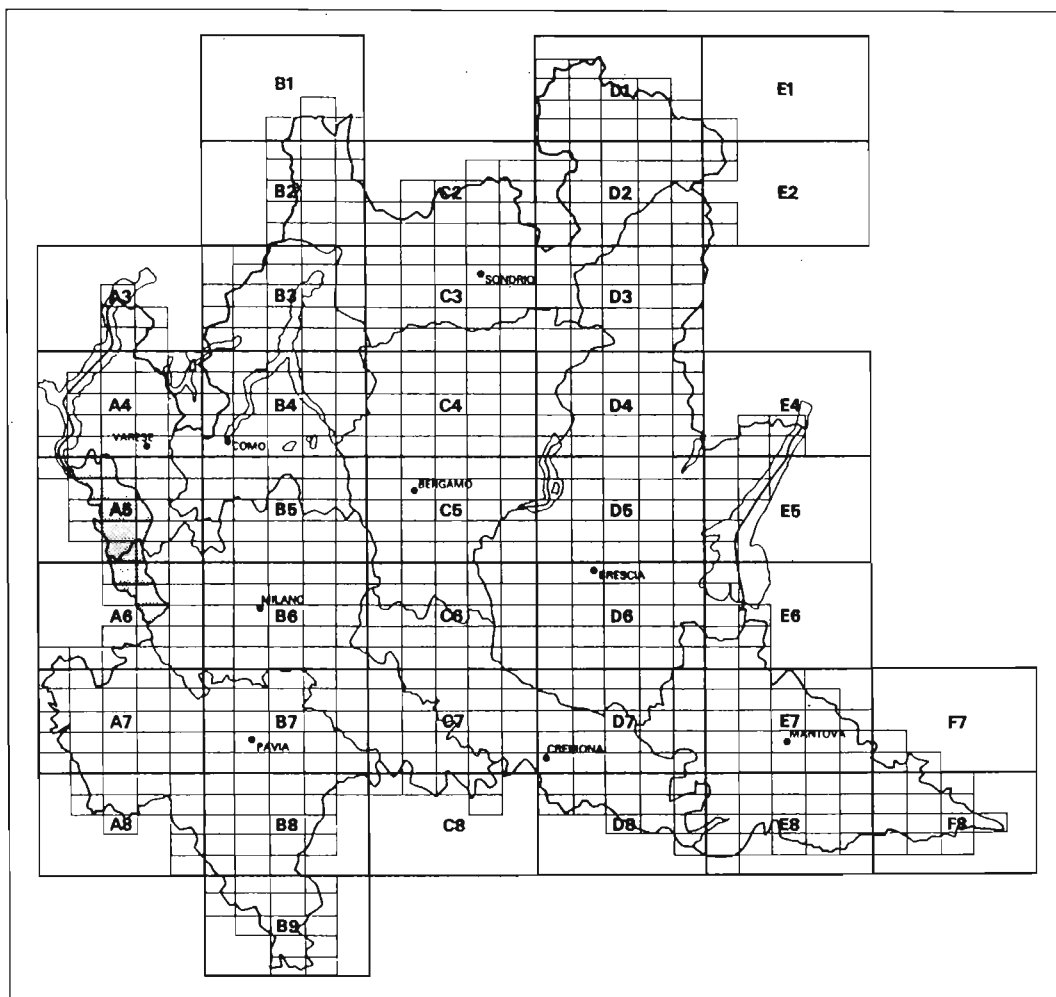 B1
D1
E1
B2
C2
D2
E2
SONDRIO
A3
B3
C3
D3
A4
B4
C4
D4
E4
VARESE
COMO
BERGAMO
A5
B5
C5
D5
E5
BRESCIA
MILANO
A6
B6
C6
D6
E6
A7
B7
C7
D7
E7
F7
PAVIA
CREMONA
MANTOVA
A8
B8
C8
D8
E8
F8
B9